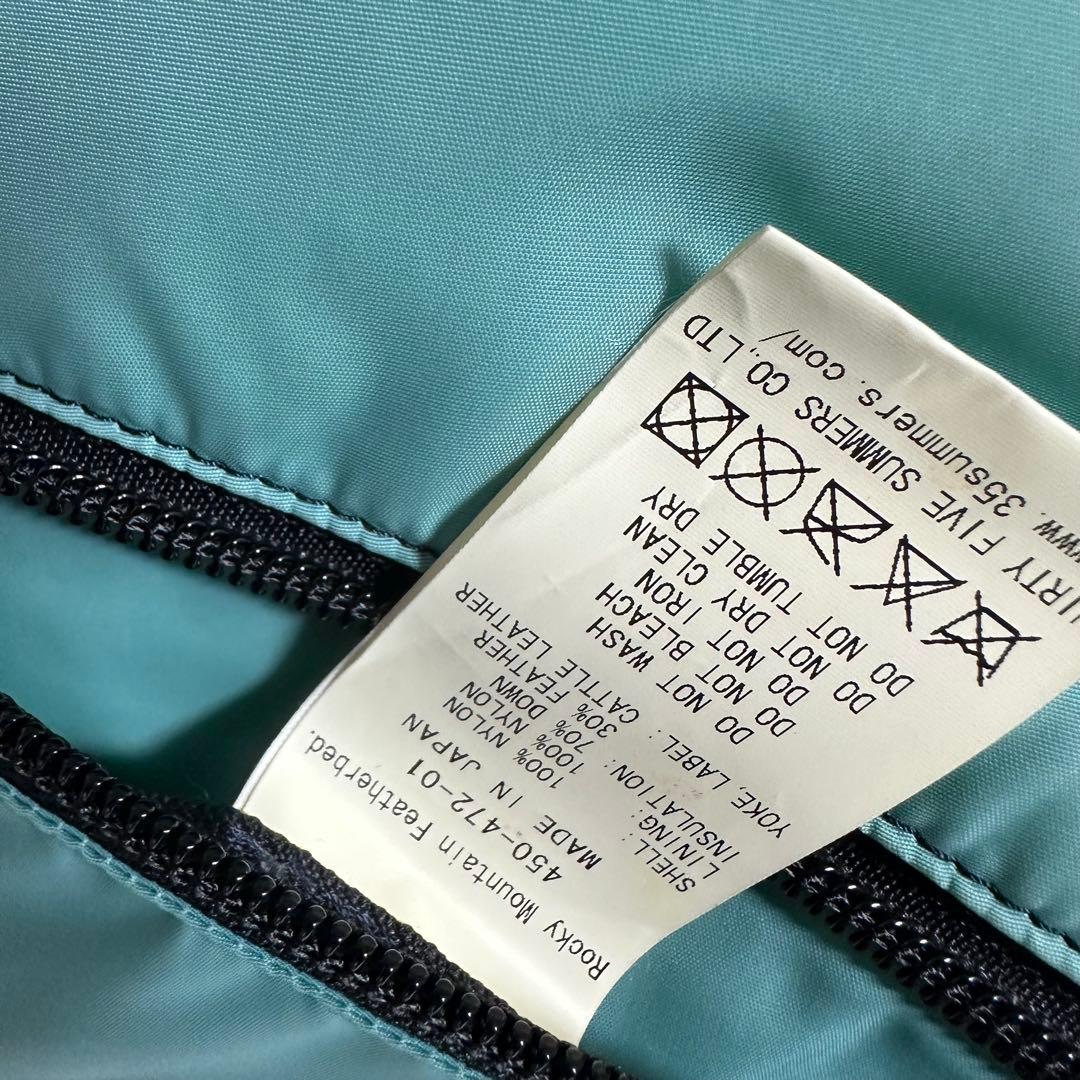 Rocky Mountain Featherbed.
450-472-01
MADE IN JAPAN
SHELL: 100% NYLON
LINING: 100% NYLON
INSULATION: 70% DOWN
30% FEATHER
YOKE, LABEL: CATTLE LEATHER
DO NOT WASH
DO NOT BLEACH
DO NOT IRON
DO NOT DRY CLEAN
DO NOT TUMBLE DRY
FIVE SUMMERS CO., LTD
www.35summers.com/